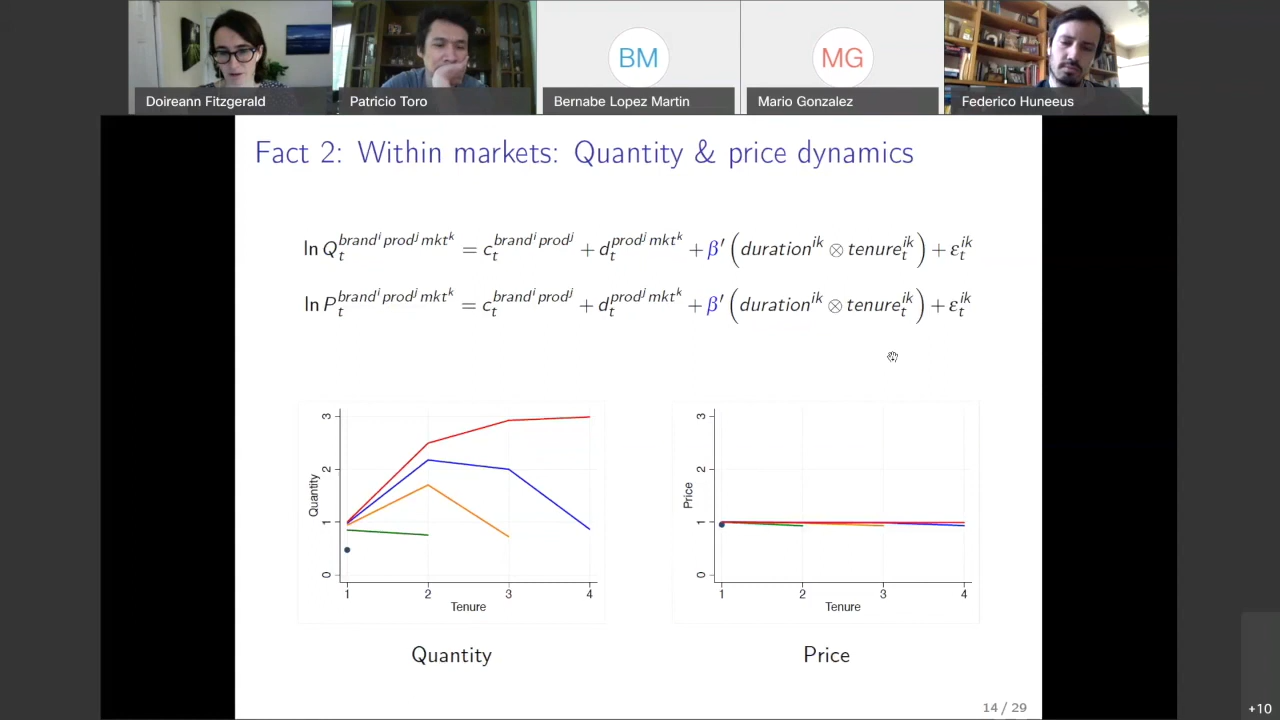 BM
MG
Doireann Fitzgerald
Patricio Toro
Bernabe Lopez Martin
Mario Gonzalez
Federico Huneeus
Fact 2: Within markets: Quantity & price dynamics
ln Q_t^{brand^i prod^j mkt^k} = c_t^{brand^i prod^j} + d_t^{prod^j mkt^k} + β′ (duration^{ik} ⊗ tenure_t^{ik}) + ε_t^{ik}
ln P_t^{brand^i prod^j mkt^k} = c_t^{brand^i prod^j} + d_t^{prod^j mkt^k} + β′ (duration^{ik} ⊗ tenure_t^{ik}) + ε_t^{ik}
Quantity
3
2
1
0
1 2 3 4
Tenure
Quantity
Price
3
2
1
0
1 2 3 4
Tenure
Price
14 / 29
+10